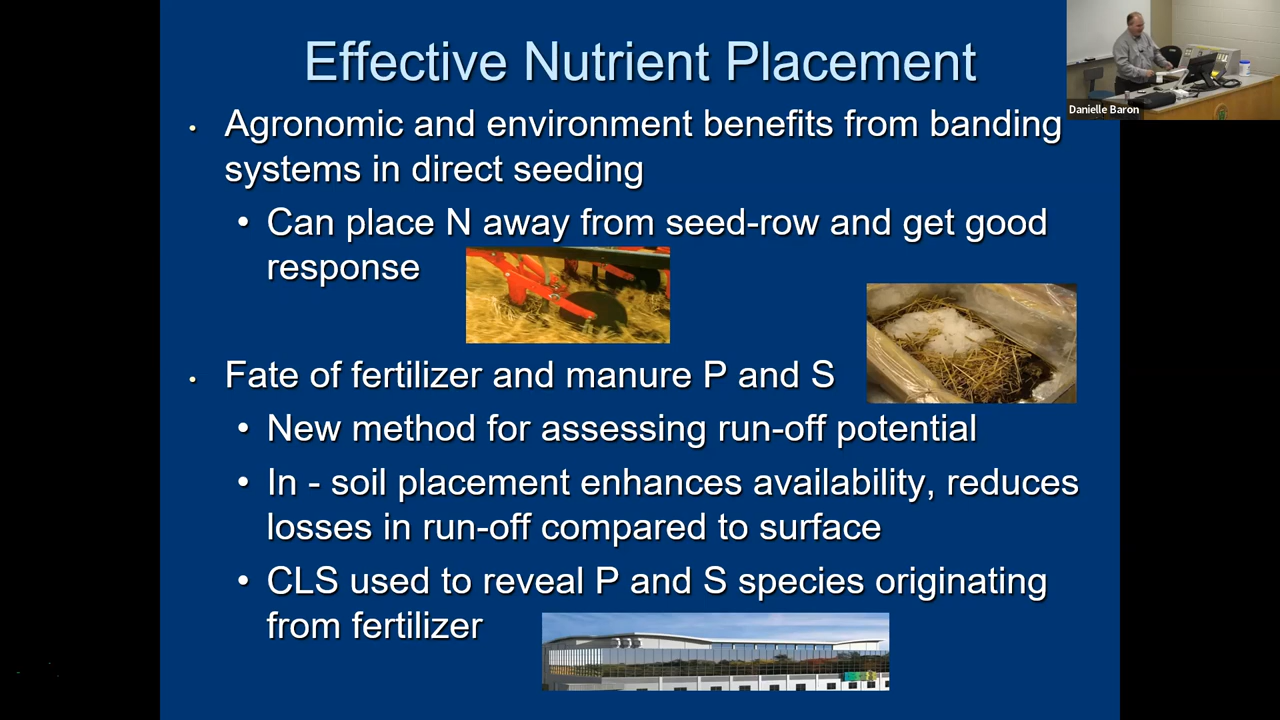 Effective Nutrient Placement
Danielle Baron
• Agronomic and environment benefits from banding
systems in direct seeding
• Can place N away from seed-row and get good
response
• Fate of fertilizer and manure P and S
• New method for assessing run-off potential
• In - soil placement enhances availability, reduces
losses in run-off compared to surface
• CLS used to reveal P and S species originating
from fertilizer